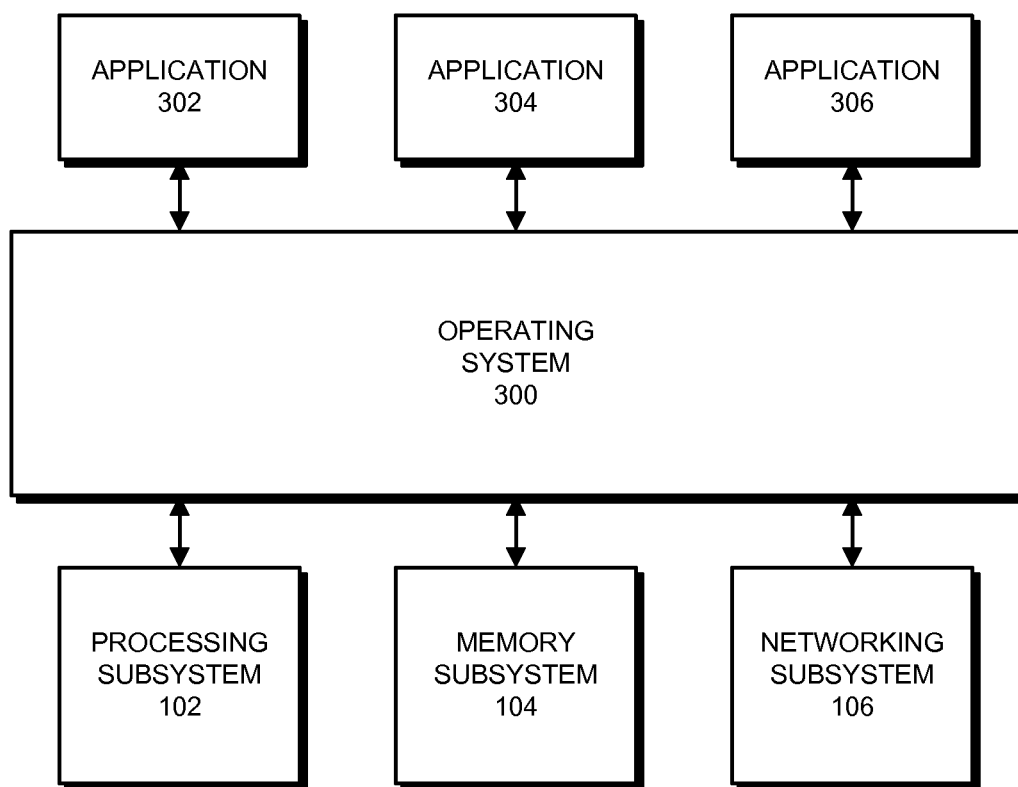 APPLICATION
302
APPLICATION
304
APPLICATION
306
OPERATING
SYSTEM
300
PROCESSING
SUBSYSTEM
102
MEMORY
SUBSYSTEM
104
NETWORKING
SUBSYSTEM
106